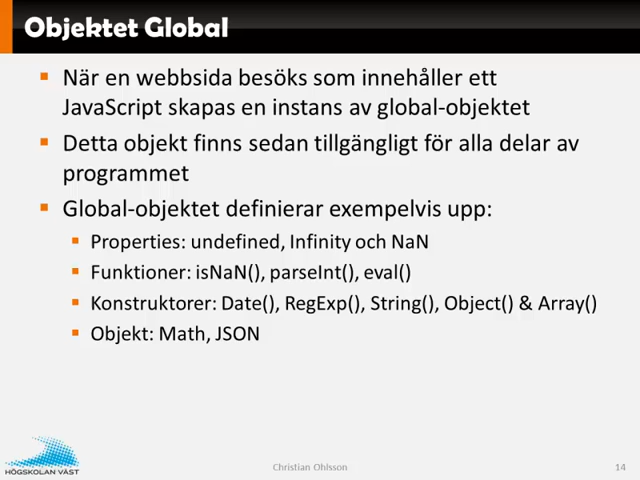 Objektet Global
När en webbsida besöks som innehåller ett
JavaScript skapas en instans av global-objektet
Detta objekt finns sedan tillgängligt för alla delar av
programmet
Global-objektet definierar exempelvis upp:
Properties: undefined, Infinity och NaN
Funktioner: isNaN(), parseInt(), eval()
Konstruktorer: Date(), RegExp(), String(), Object() & Array()
Objekt: Math, JSON
HÖGSKOLAN VÄST
Christian Ohlsson
14